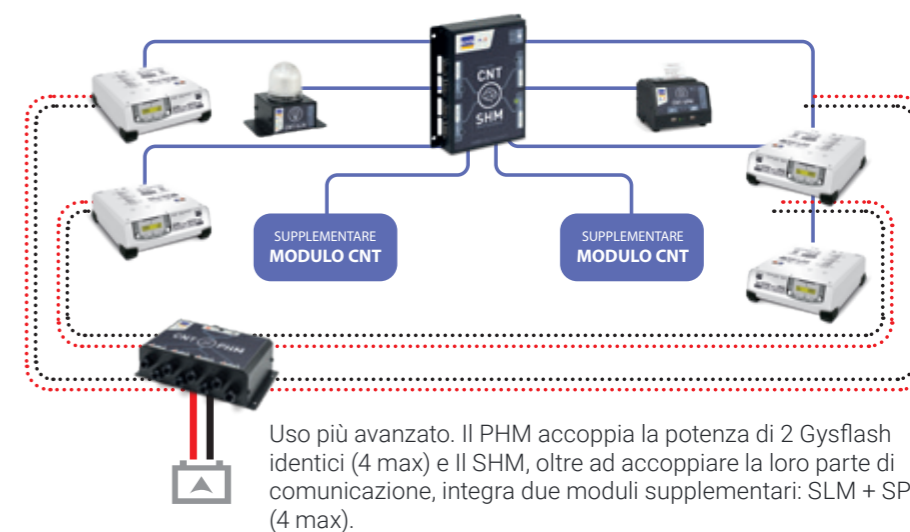 CNT
SHM
SUPPLEMENTARE
MODULO CNT
SUPPLEMENTARE
MODULO CNT
CNT PHM
Uso più avanzato. Il PHM accoppia la potenza di 2 Gysflash
identici (4 max) e Il SHM, oltre ad accoppiare la loro parte di
comunicazione, integra due moduli supplementari: SLM + SP
(4 max).